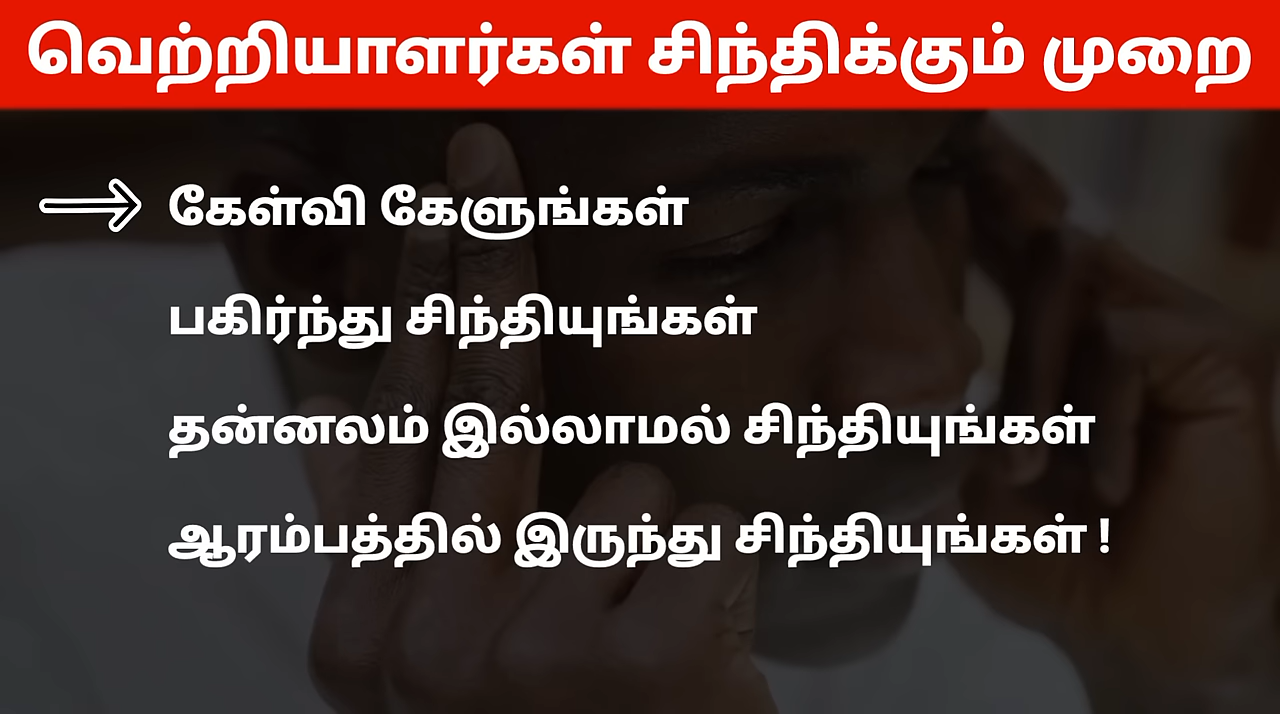 வெற்றியாளர்கள் சிந்திக்கும் முறை
கேள்வி கேளுங்கள்
பகிர்ந்து சிந்தியுங்கள்
தன்னலம் இல்லாமல் சிந்தியுங்கள்
ஆரம்பத்தில் இருந்து சிந்தியுங்கள் !